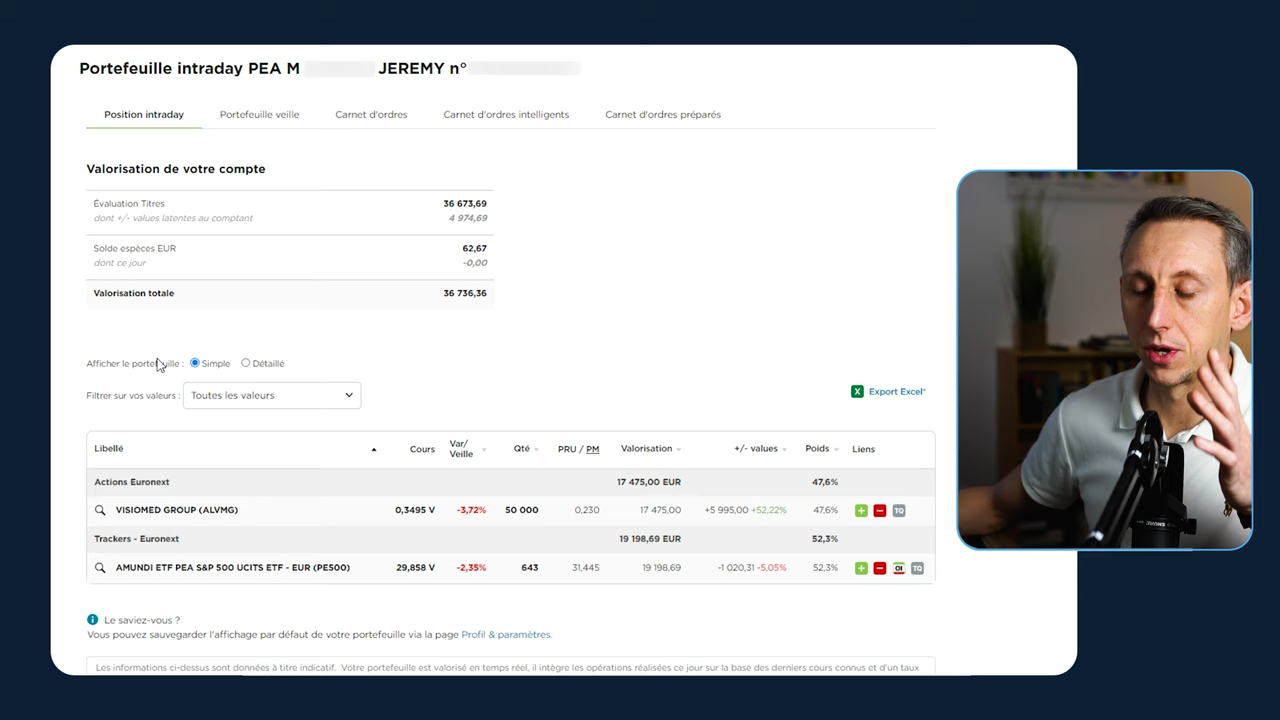 Portefeuille intraday PEA M JEREMY n°
Position intraday Portefeuille veille Carnet d'ordres Carnet d'ordres intelligents Carnet d'ordres préparés
Valorisation de votre compte
Évaluation Titres 36 673,69
dont +/- values latentes au comptant 4 974,69
Solde espèces EUR 62,67
dont ce jour -0,00
Valorisation totale 36 736,36
Afficher le portefeuille : Simple Détaillé
Filtrer sur vos valeurs : Toutes les valeurs
X Export Excel*
Libellé Cours Var/ Veille Qté PRU / PM Valorisation +/- values Poids Liens
Actions Euronext 17 475,00 EUR 47,6%
VISIOMED GROUP (ALVMG) 0,3495 V -3,72% 50 000 0,230 17 475,00 +5 995,00 +52,22% 47,6% TQ
Trackers - Euronext 19 198,69 EUR 52,3%
AMUNDI ETF PEA S&P 500 UCITS ETF - EUR (PE500) 29,858 V -2,35% 643 31,445 19 198,69 -1 020,31 -5,05% 52,3% OI TQ
Le saviez-vous ?
Vous pouvez sauvegarder l'affichage par défaut de votre portefeuille via la page Profil & paramètres.
Les informations ci-dessus sont données à titre indicatif. Votre portefeuille est valorisé en temps réel, il intègre les opérations réalisées ce jour sur la base des derniers cours connus et d'un taux
SHURE